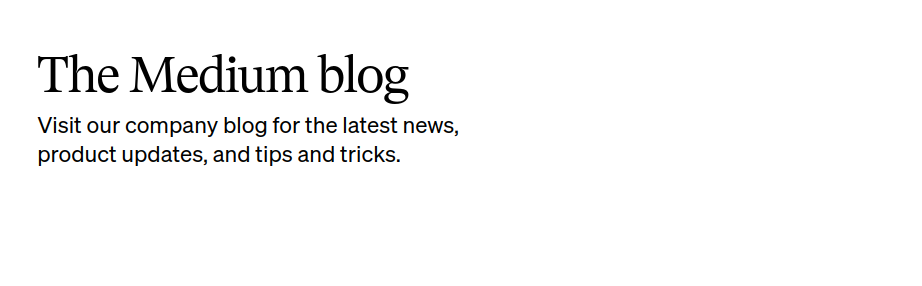 The Medium blog
Visit our company blog for the latest news,
product updates, and tips and tricks.